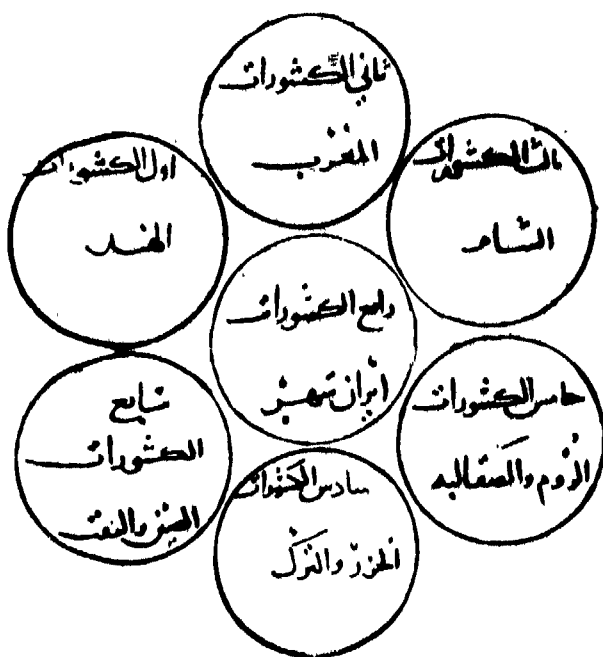 اول الكشورات
الهند
ثاني الكشورات
المغرب
ثالث الكشورات
الشام
رابع الكشورات
ايران شهر
خامس الكشورات
الروم والصقالبه
سادس الكشورات
الخزر والترك
سابع
الكشورات
الصين والتبت